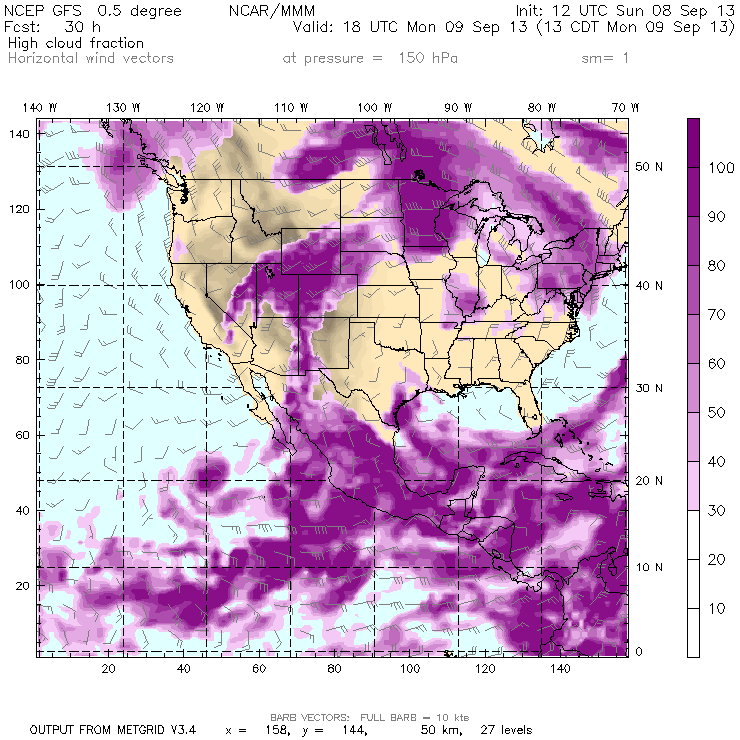 NCEP GFS 0.5 degree NCAR/MMM Init: 12 UTC Sun 08 Sep 13
Fcst: 30 h Valid: 18 UTC Mon 09 Sep 13 (13 CDT Mon 09 Sep 13)
High cloud fraction
Horizontal wind vectors at pressure = 150 hPa sm= 1
140 W 130 W 120 W 110 W 100 W 90 W 80 W 70 W
140
50 N
100
120
90
80
100
40 N
70
80
60
30 N
50
60
40
20 N
40
30
20
10 N
20
10
0
20 40 60 80 100 120 140
BARB VECTORS: FULL BARB = 10 kts
OUTPUT FROM METGRID V3.4 x = 158, y = 144, 50 km, 27 levels